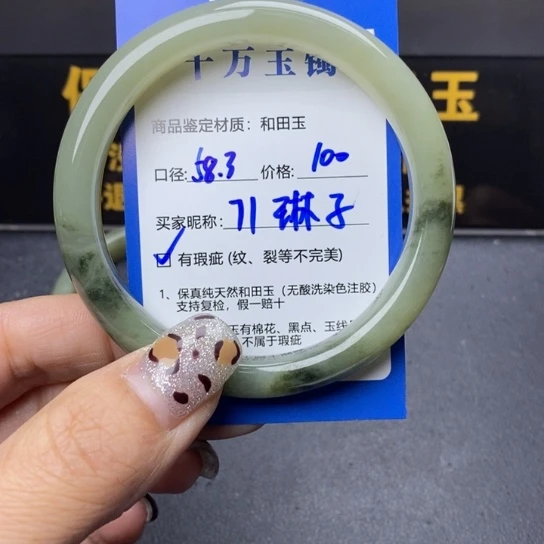 十万玉镯
保 玉
商品鉴定材质：和田玉
口径:58.3 价格: 100
买家昵称: 71琳子
☑ 有瑕疵 (纹、裂等不完美)
1、保真纯天然和田玉（无酸洗染色注胶）
支持复检，假一赔十
玉有棉花、黑点、玉线
不属于瑕疵